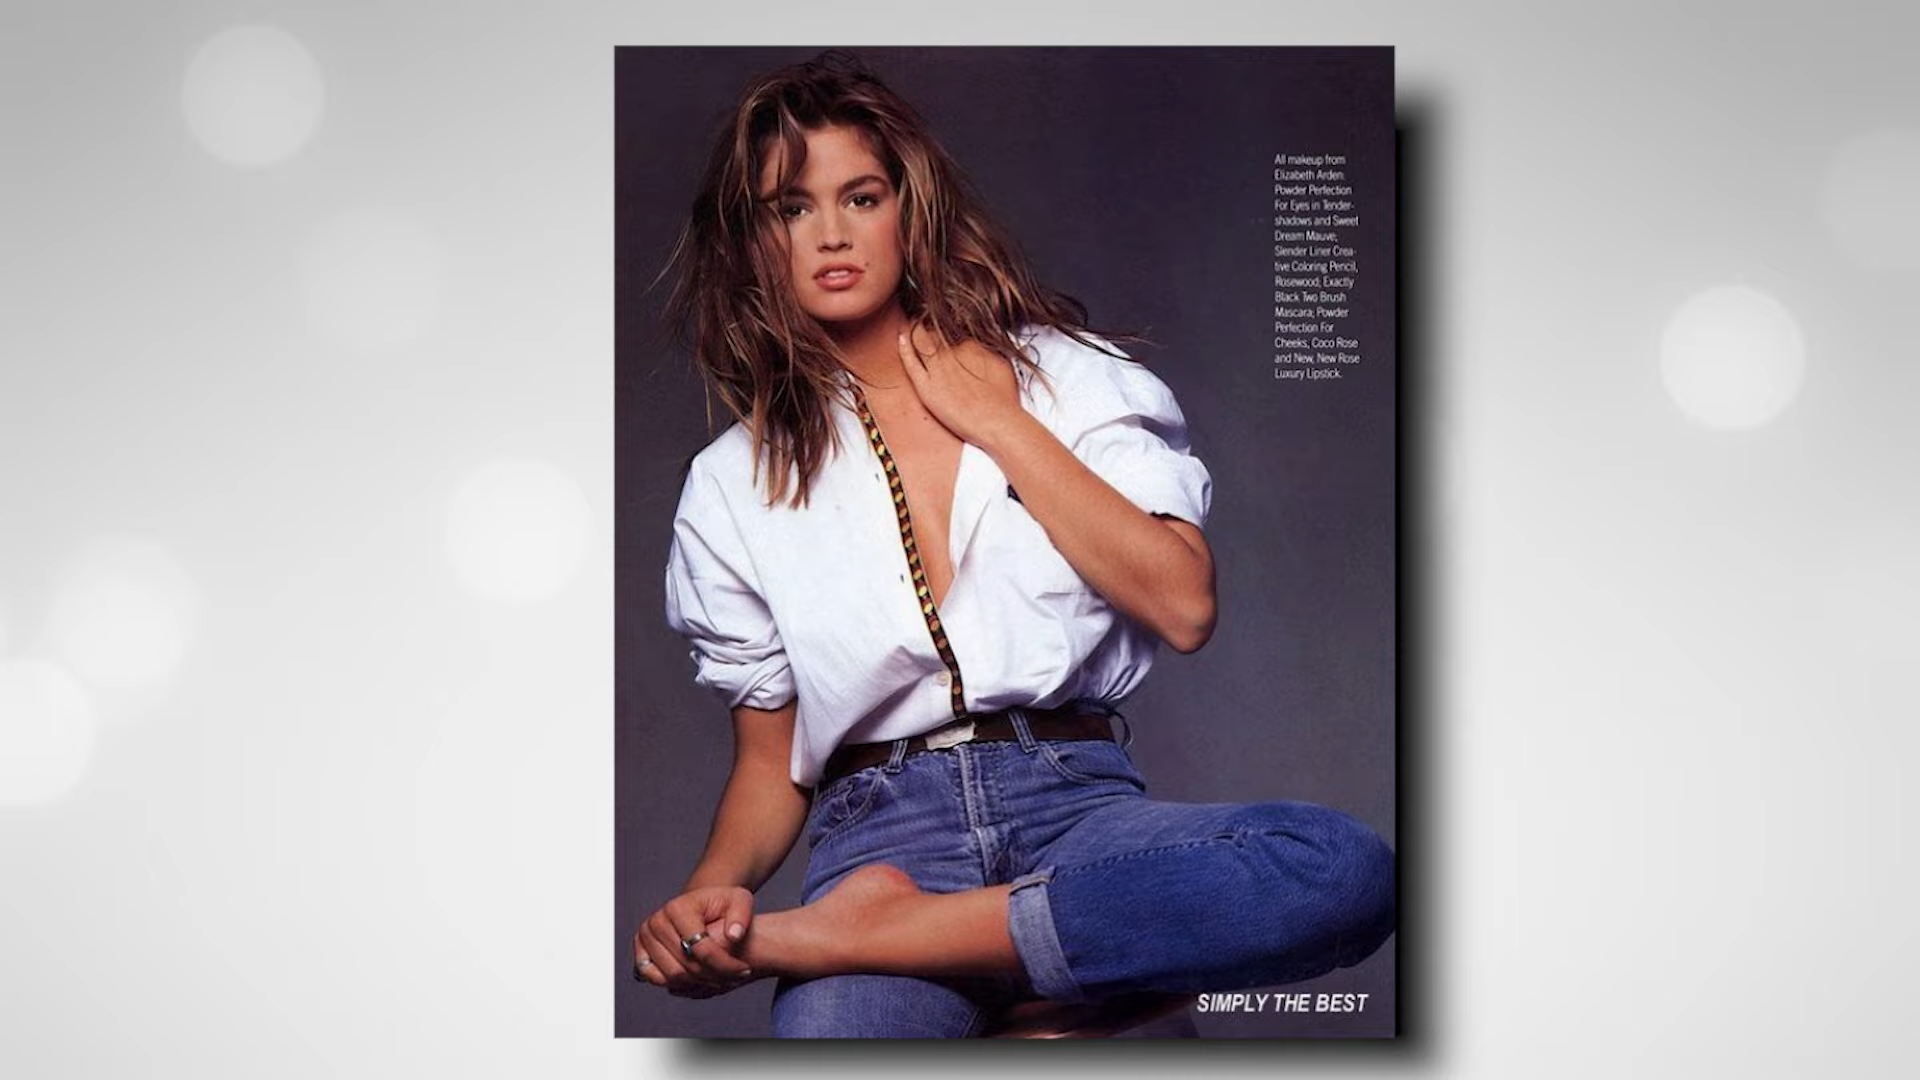 All makeup from
Elizabeth Arden:
Powder Perfection
For Eyes in Tender-
shadows and Sweet
Dream Mauve;
Slender Liner Crea-
tive Coloring Pencil,
Rosewood; Exactly
Black Two Brush
Mascara; Powder
Perfection For
Cheeks, Coco Rose
and New, New Rose
Luxury Lipstick.
SIMPLY THE BEST